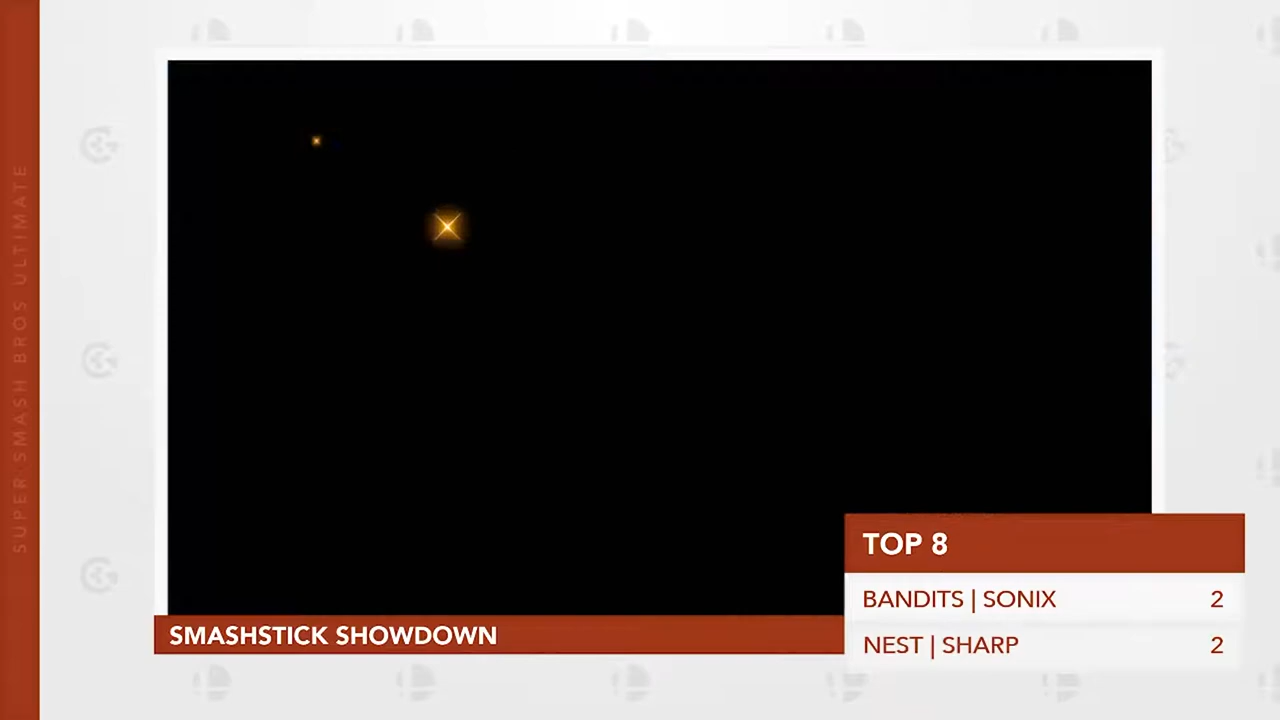 SUPER SMASH BROS ULTIMATE
TOP 8
BANDITS | SONIX 2
NEST | SHARP 2
SMASHSTICK SHOWDOWN